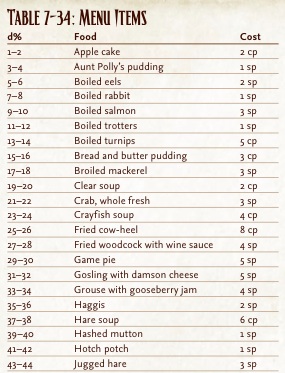 Table 7-34: Menu Items
d% Food Cost
1–2 Apple cake 2 cp
3–4 Aunt Polly's pudding 1 sp
5–6 Boiled eels 2 sp
7–8 Boiled rabbit 1 sp
9–10 Boiled salmon 3 sp
11–12 Boiled trotters 1 sp
13–14 Boiled turnips 5 cp
15–16 Bread and butter pudding 3 cp
17–18 Broiled mackerel 3 sp
19–20 Clear soup 2 cp
21–22 Crab, whole fresh 3 sp
23–24 Crayfish soup 4 cp
25–26 Fried cow-heel 8 cp
27–28 Fried woodcock with wine sauce 4 sp
29–30 Game pie 5 sp
31–32 Gosling with damson cheese 5 sp
33–34 Grouse with gooseberry jam 4 sp
35–36 Haggis 2 sp
37–38 Hare soup 6 cp
39–40 Hashed mutton 1 sp
41–42 Hotch potch 1 sp
43–44 Jugged hare 3 sp